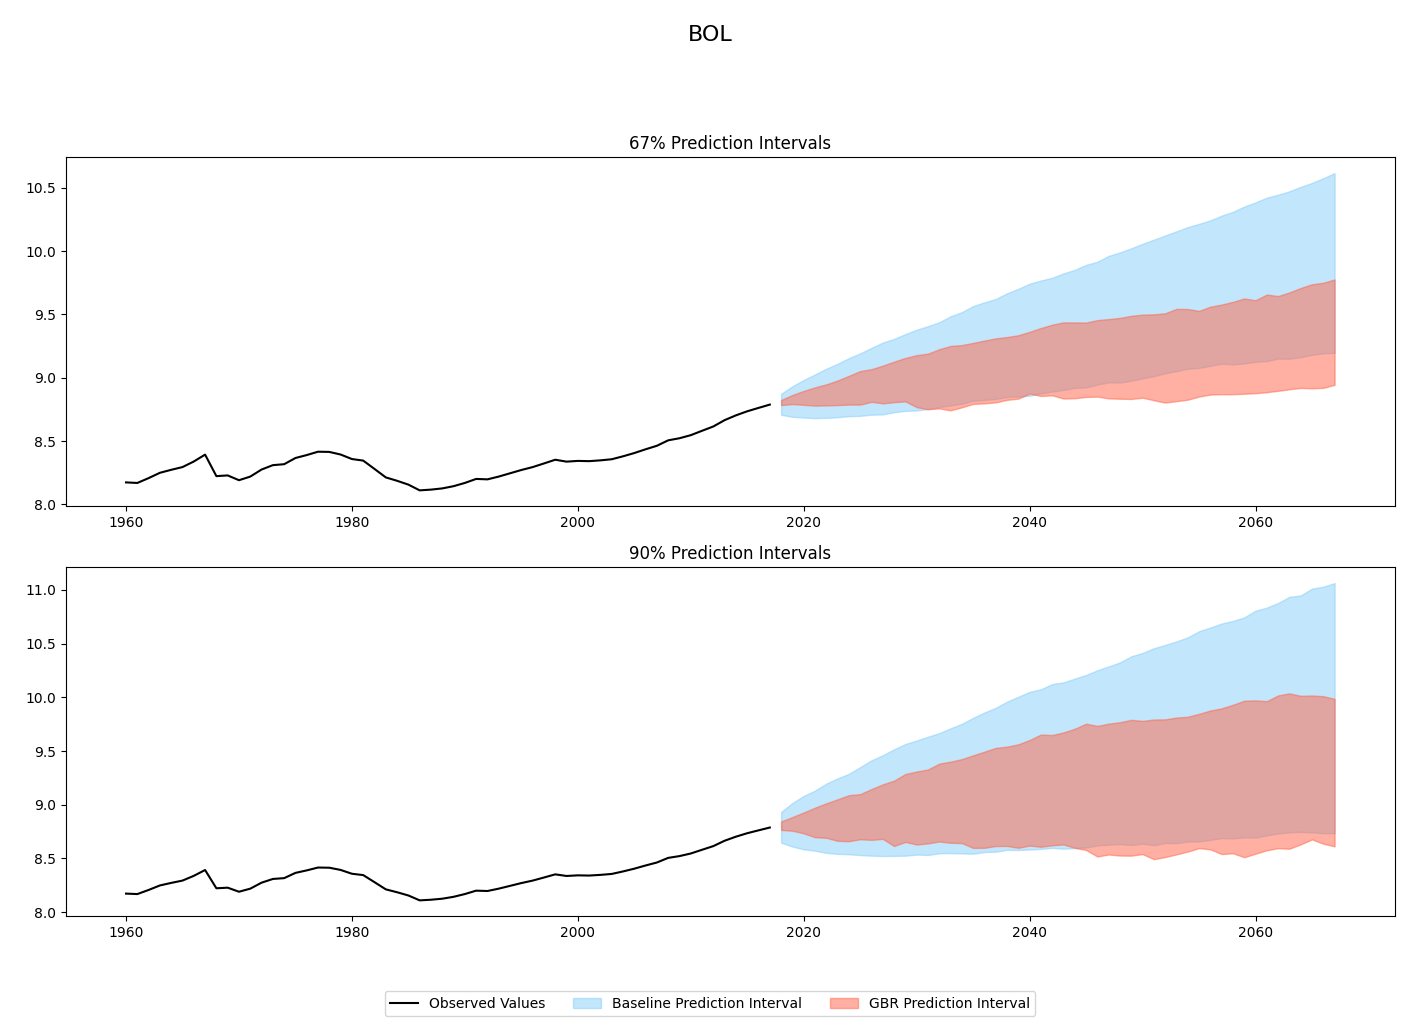 BOL
67% Prediction Intervals
10.5
10.0
9.5
9.0
8.5
8.0
1960 1980 2000 2020 2040 2060
90% Prediction Intervals
11.0
10.5
10.0
9.5
9.0
8.5
8.0
1960 1980 2000 2020 2040 2060
Observed Values Baseline Prediction Interval GBR Prediction Interval